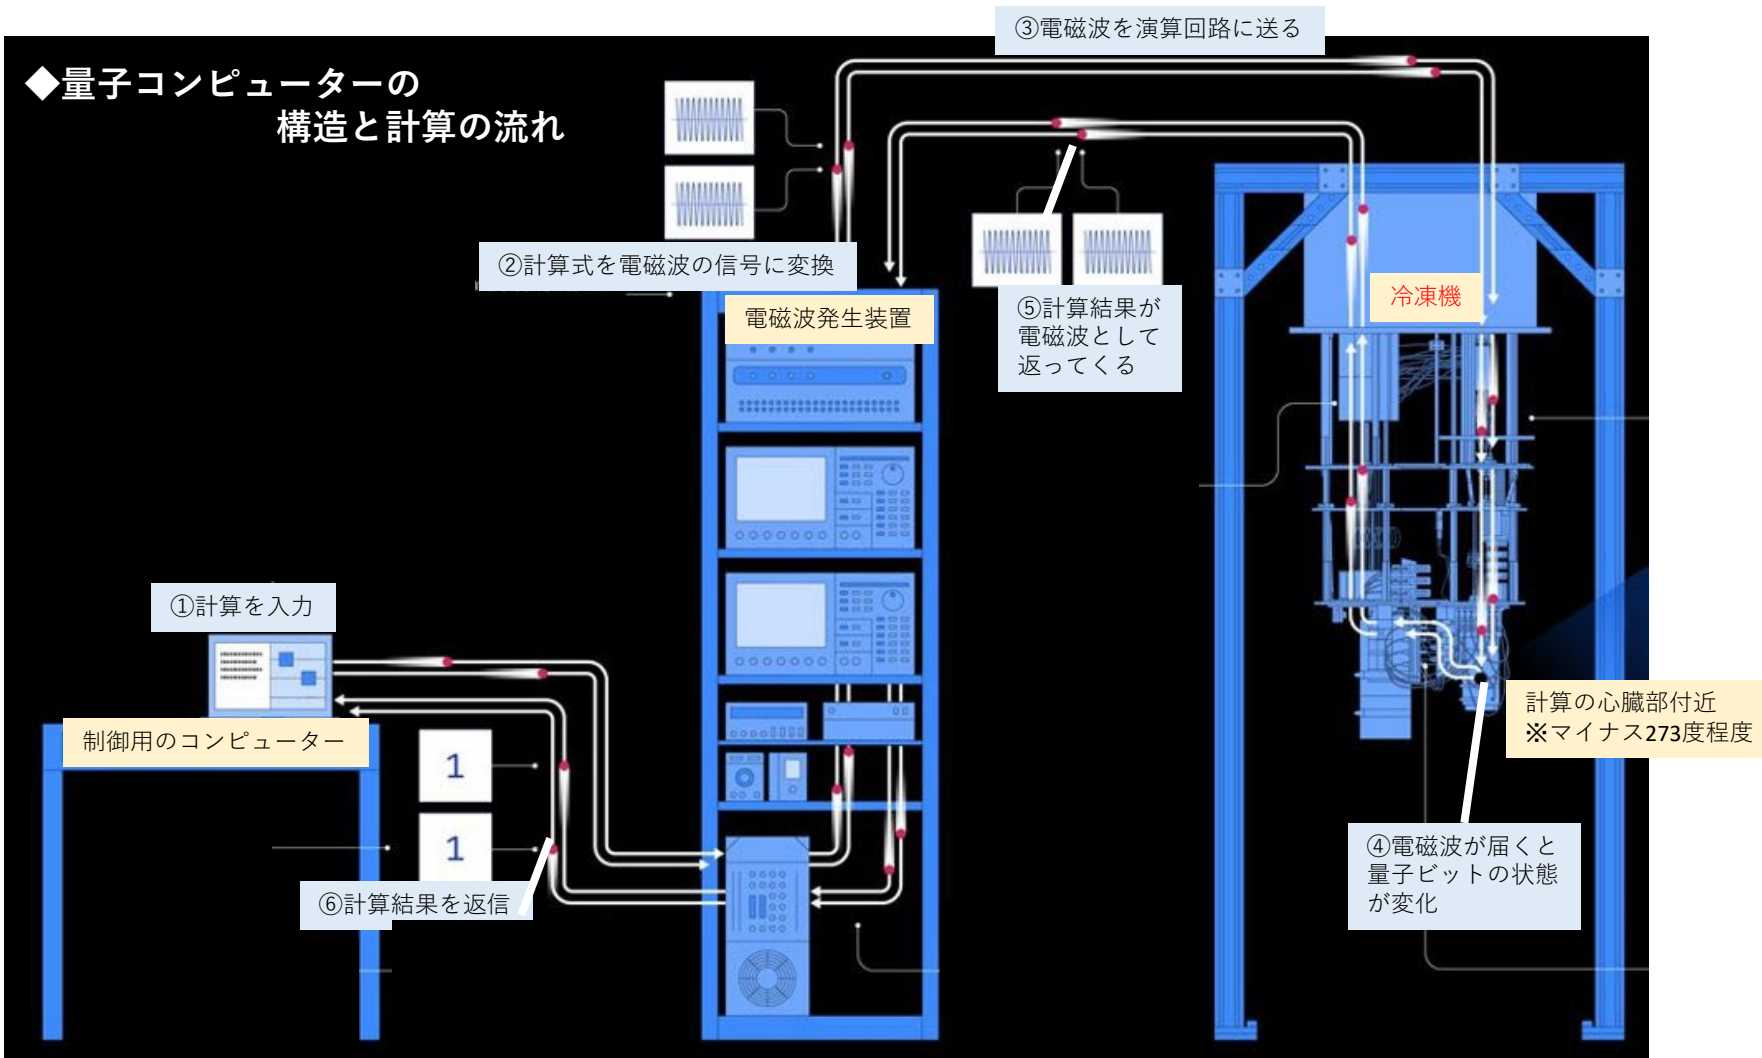 ③電磁波を演算回路に送る
◆量子コンピューターの
構造と計算の流れ
②計算式を電磁波の信号に変換
電磁波発生装置
⑤計算結果が
電磁波として
返ってくる
冷凍機
①計算を入力
制御用のコンピューター
1
1
⑥計算結果を返信
計算の心臓部付近
※マイナス273度程度
④電磁波が届くと
量子ビットの状態
が変化